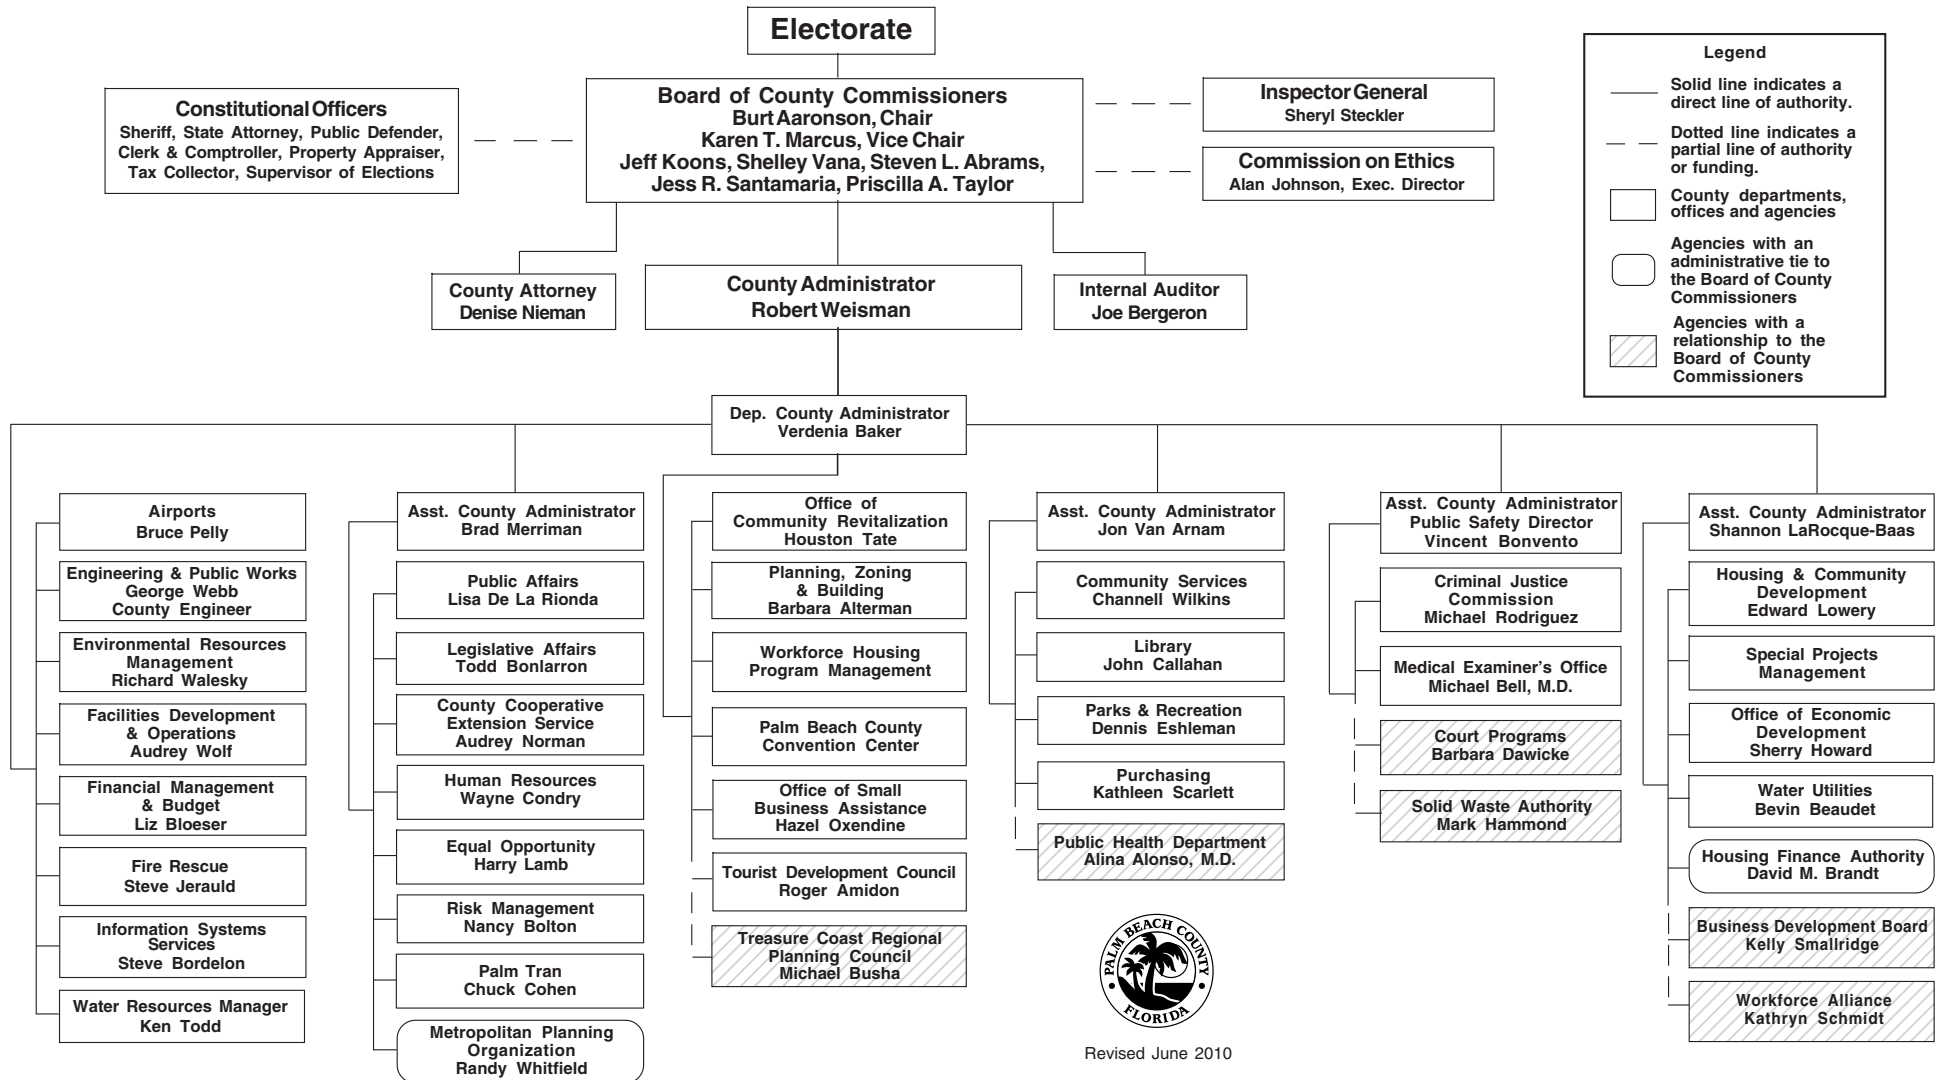 Electorate
Constitutional Officers
Sheriff, State Attorney, Public Defender,
Clerk & Comptroller, Property Appraiser,
Tax Collector, Supervisor of Elections
Board of County Commissioners
Burt Aaronson, Chair
Karen T. Marcus, Vice Chair
Jeff Koons, Shelley Vana, Steven L. Abrams,
Jess R. Santamaria, Priscilla A. Taylor
Inspector General
Sheryl Steckler
Commission on Ethics
Alan Johnson, Exec. Director
Legend
Solid line indicates a
direct line of authority.
Dotted line indicates a
partial line of authority
or funding.
County departments,
offices and agencies
Agencies with an
administrative tie to
the Board of County
Commissioners
Agencies with a
relationship to the
Board of County
Commissioners
County Attorney
Denise Nieman
County Administrator
Robert Weisman
Internal Auditor
Joe Bergeron
Dep. County Administrator
Verdenia Baker
Airports
Bruce Pelly
Engineering & Public Works
George Webb
County Engineer
Environmental Resources
Management
Richard Walesky
Facilities Development
& Operations
Audrey Wolf
Financial Management
& Budget
Liz Bloeser
Fire Rescue
Steve Jerauld
Information Systems
Services
Steve Bordelon
Water Resources Manager
Ken Todd
Asst. County Administrator
Brad Merriman
Public Affairs
Lisa De La Rionda
Legislative Affairs
Todd Bonlarron
County Cooperative
Extension Service
Audrey Norman
Human Resources
Wayne Condry
Equal Opportunity
Harry Lamb
Risk Management
Nancy Bolton
Palm Tran
Chuck Cohen
Metropolitan Planning
Organization
Randy Whitfield
Office of
Community Revitalization
Houston Tate
Planning, Zoning
& Building
Barbara Alterman
Workforce Housing
Program Management
Palm Beach County
Convention Center
Office of Small
Business Assistance
Hazel Oxendine
Tourist Development Council
Roger Amidon
Treasure Coast Regional
Planning Council
Michael Busha
Asst. County Administrator
Jon Van Arnam
Community Services
Channell Wilkins
Library
John Callahan
Parks & Recreation
Dennis Eshleman
Purchasing
Kathleen Scarlett
Public Health Department
Alina Alonso, M.D.
Asst. County Administrator
Public Safety Director
Vincent Bonvento
Criminal Justice
Commission
Michael Rodriguez
Medical Examiner's Office
Michael Bell, M.D.
Court Programs
Barbara Dawicke
Solid Waste Authority
Mark Hammond
Asst. County Administrator
Shannon LaRocque-Baas
Housing & Community
Development
Edward Lowery
Special Projects
Management
Office of Economic
Development
Sherry Howard
Water Utilities
Bevin Beaudet
Housing Finance Authority
David M. Brandt
Business Development Board
Kelly Smallridge
Workforce Alliance
Kathryn Schmidt
PALM BEACH COUNTY
FLORIDA
Revised June 2010